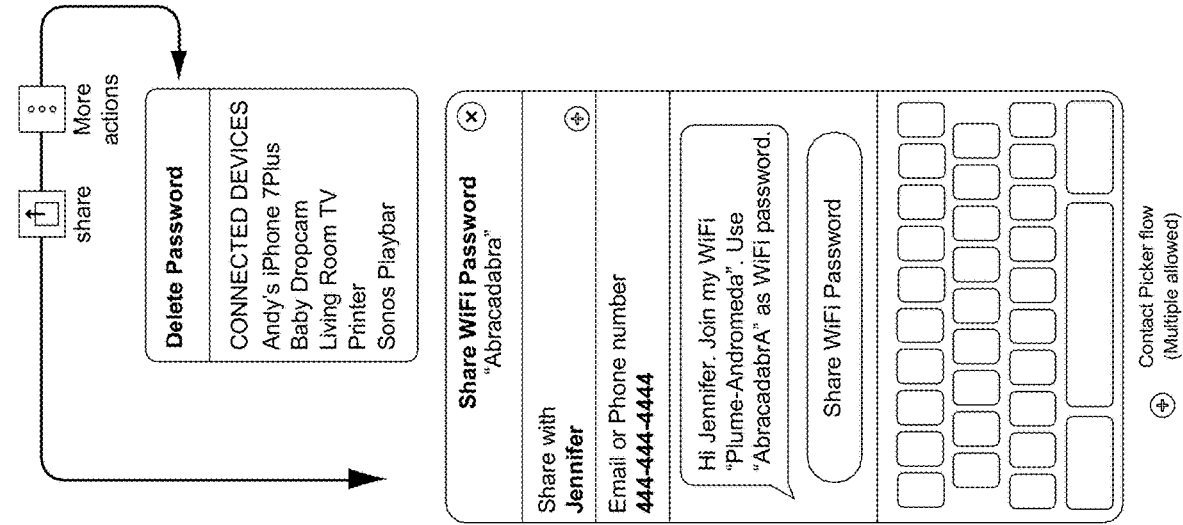 share
More
actions
Delete Password
CONNECTED DEVICES
Andy's iPhone 7Plus
Baby Dropcam
Living Room TV
Printer
Sonos Playbar
Share WiFi Password
"Abracadabra"
Share with
Jennifer
Email or Phone number
444-444-4444
Hi Jennifer. Join my WiFi
"Plume-Andromeda". Use
"AbracadabrA" as WiFi password.
Share WiFi Password
Contact Picker flow
(Multiple allowed)